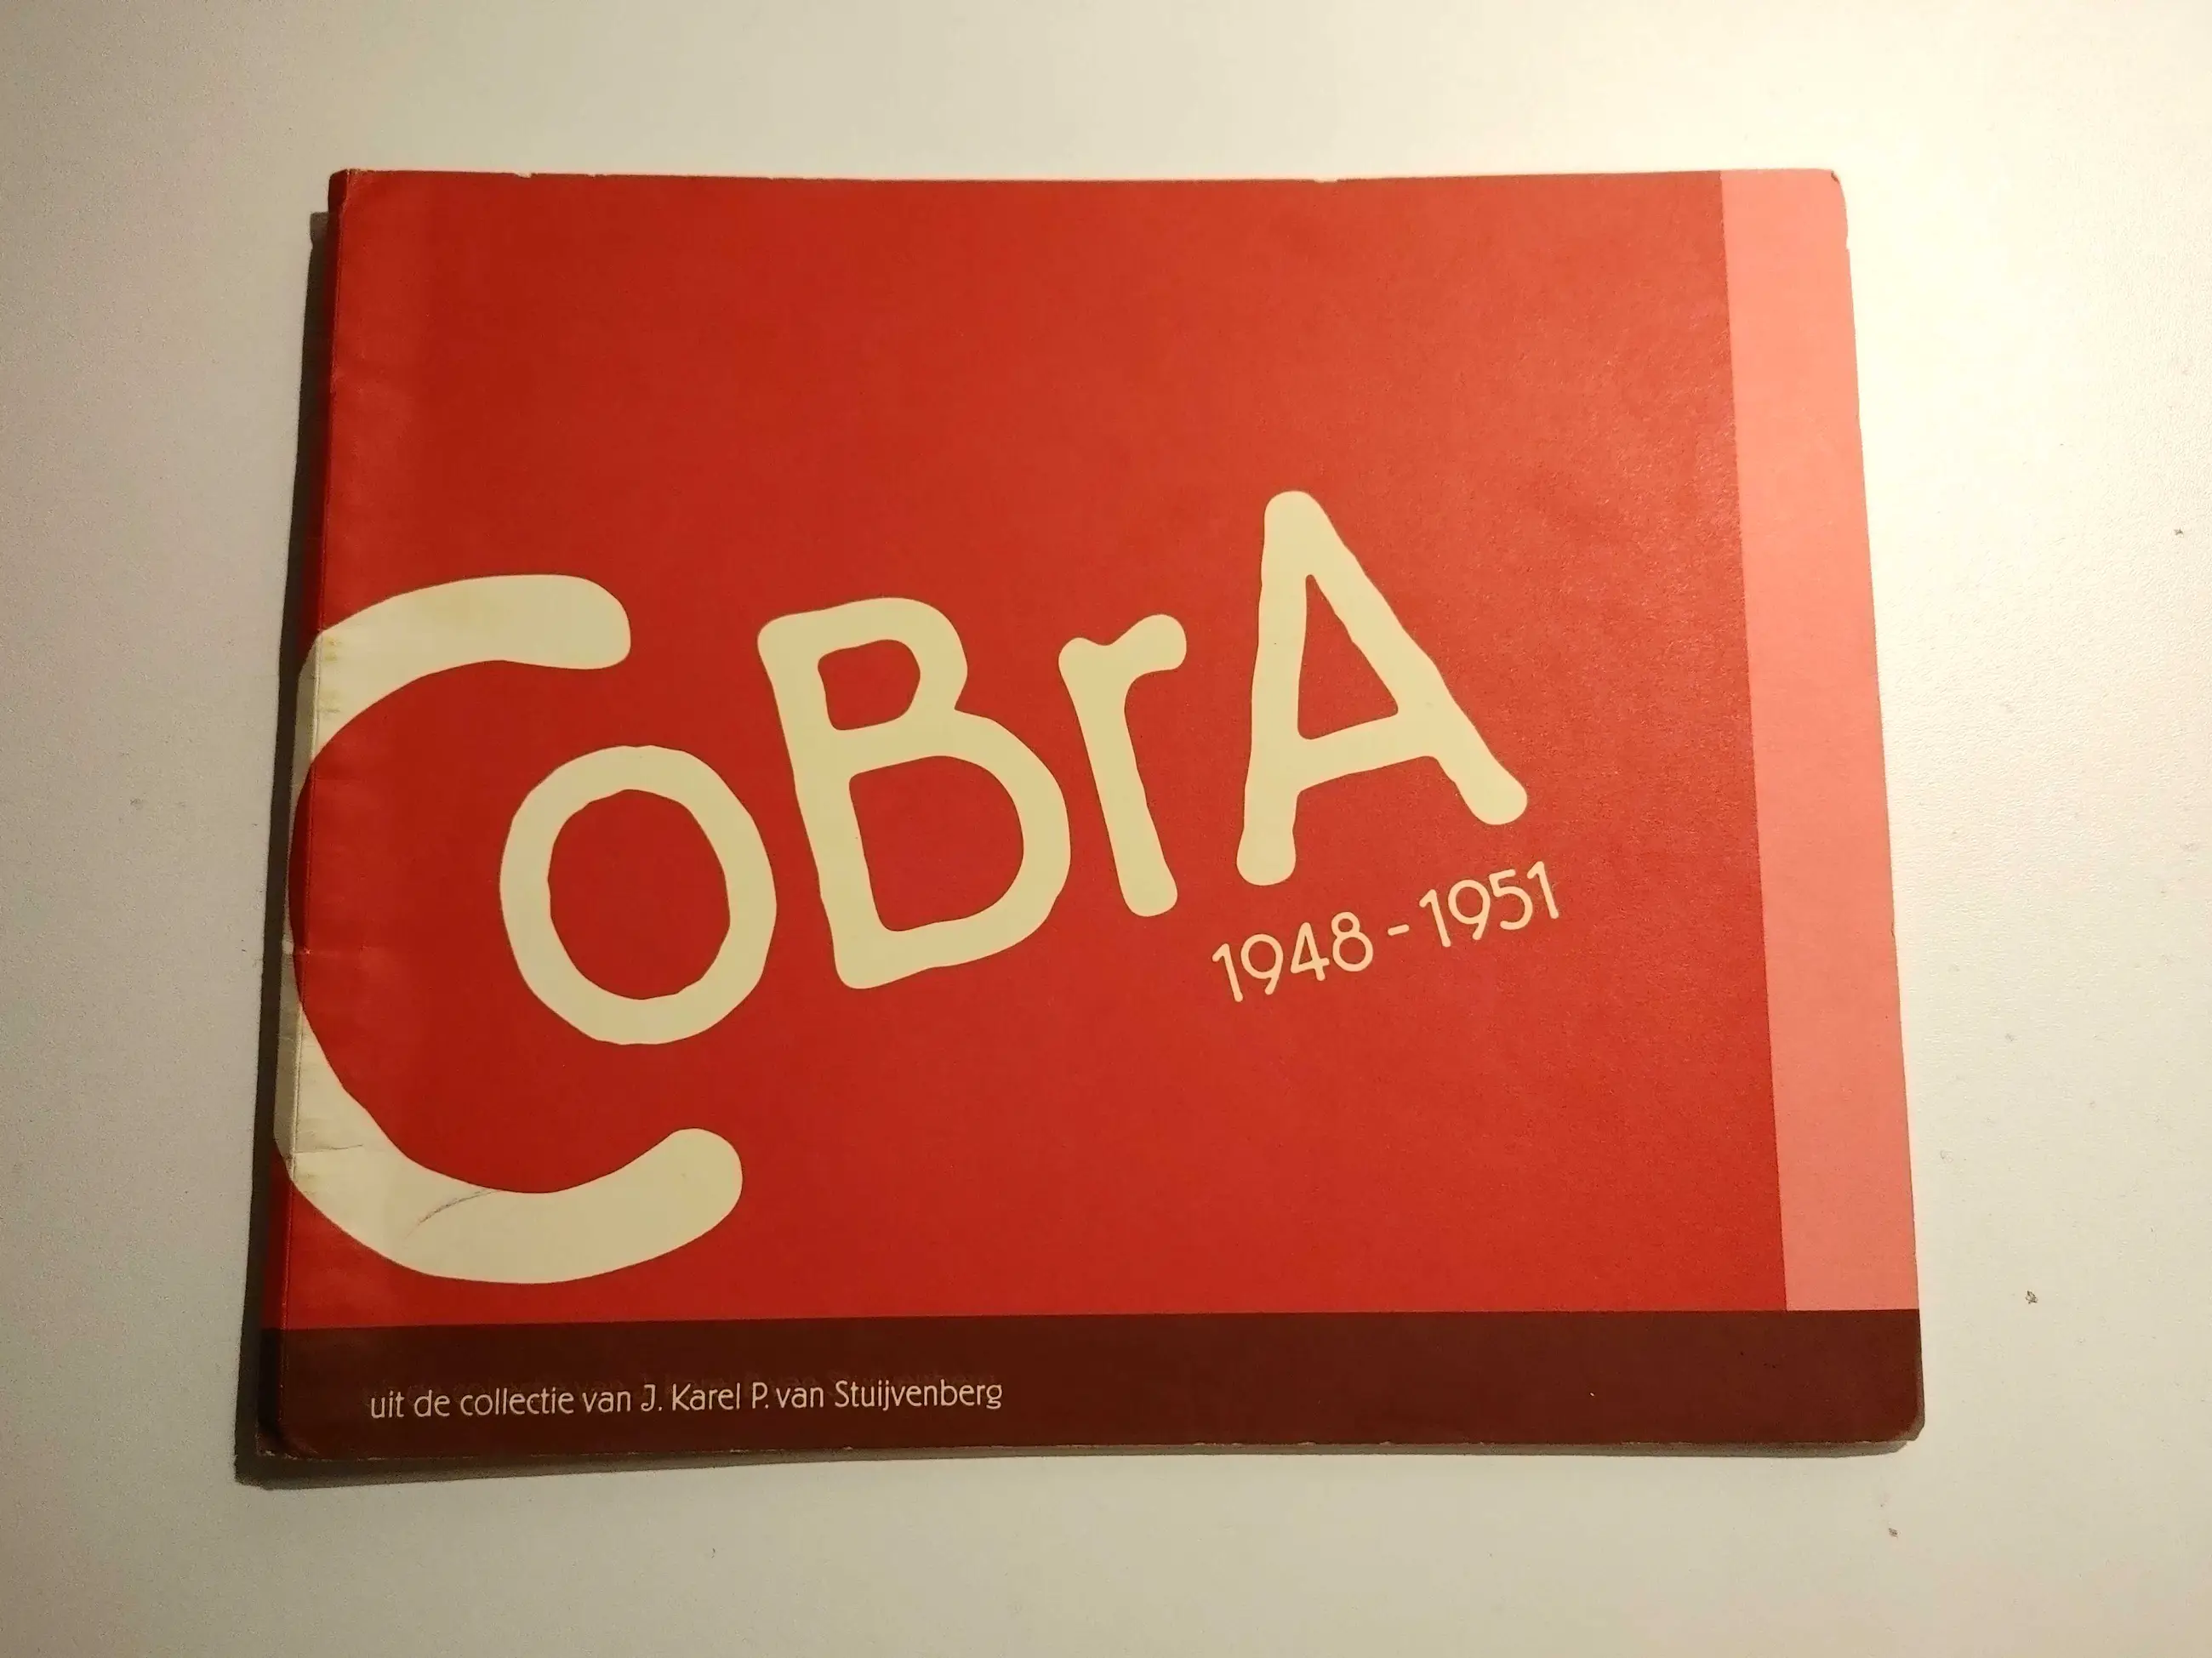 CoBrA
1948-1951
uit de collectie van J. Karel P. van Stuijvenberg